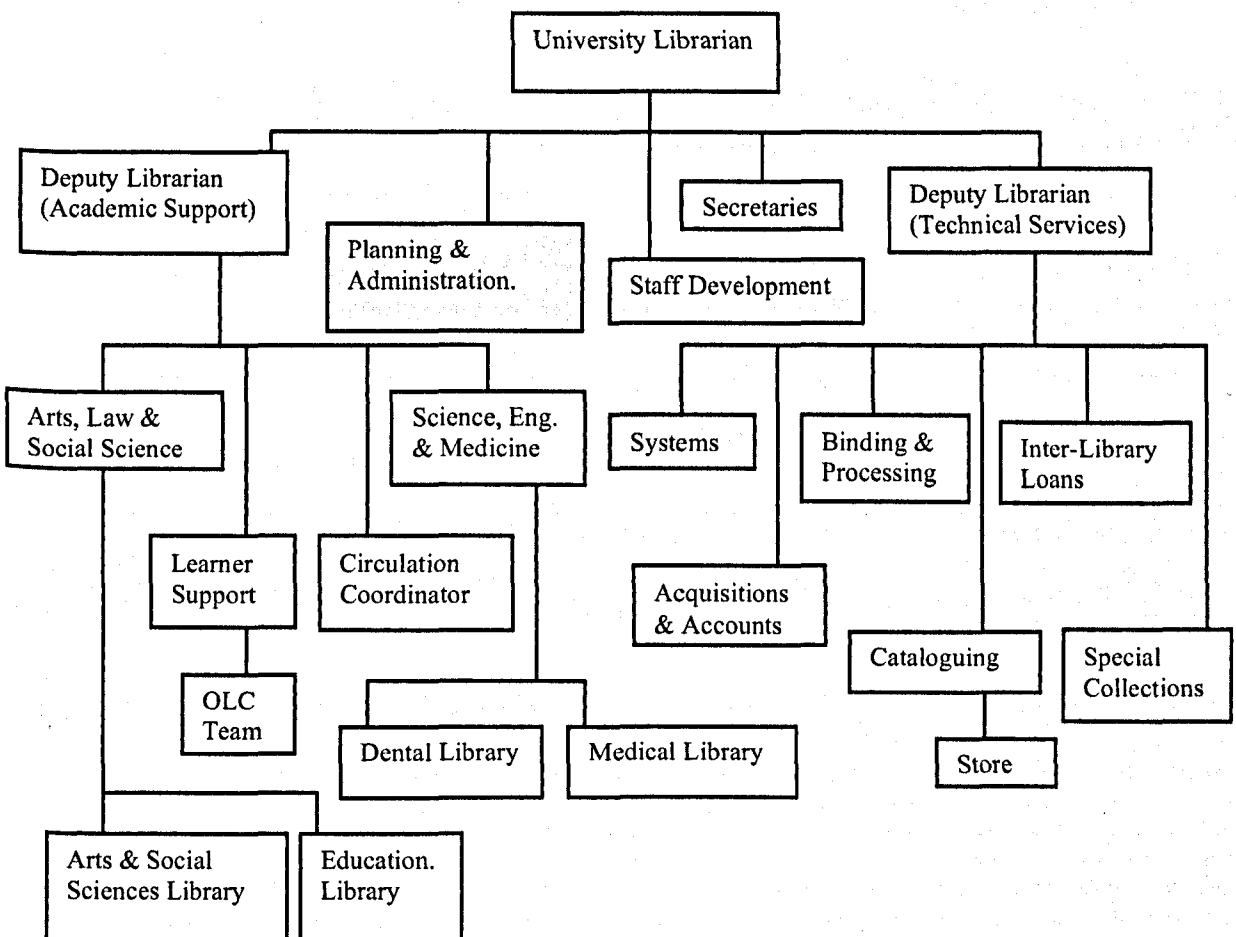 University Librarian
Deputy Librarian
(Academic Support)
Planning &
Administration.
Secretaries
Staff Development
Deputy Librarian
(Technical Services)
Arts, Law &
Social Science
Science, Eng.
& Medicine
Systems
Binding &
Processing
Inter-Library
Loans
Learner
Support
Circulation
Coordinator
Acquisitions
& Accounts
Cataloguing
Special
Collections
OLC
Team
Dental Library
Medical Library
Store
Arts & Social
Sciences Library
Education.
Library